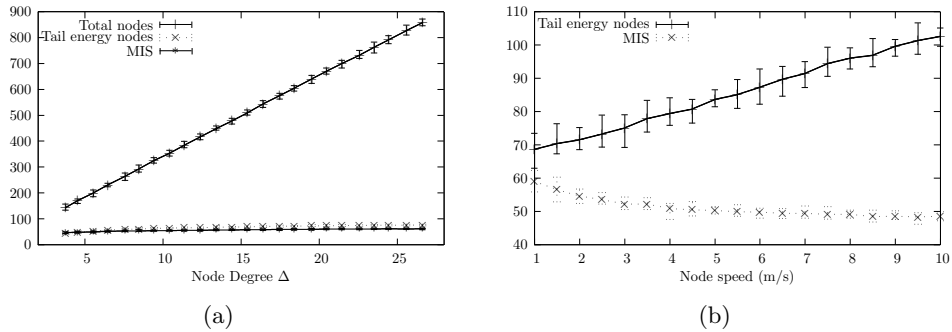 900
800
700
600
500
400
300
200
100
0
Total nodes
Tail energy nodes
MIS
5 10 15 20 25
Node Degree Δ
(a)
110
100
90
80
70
60
50
40
Tail energy nodes
MIS
1 2 3 4 5 6 7 8 9 10
Node speed (m/s)
(b)